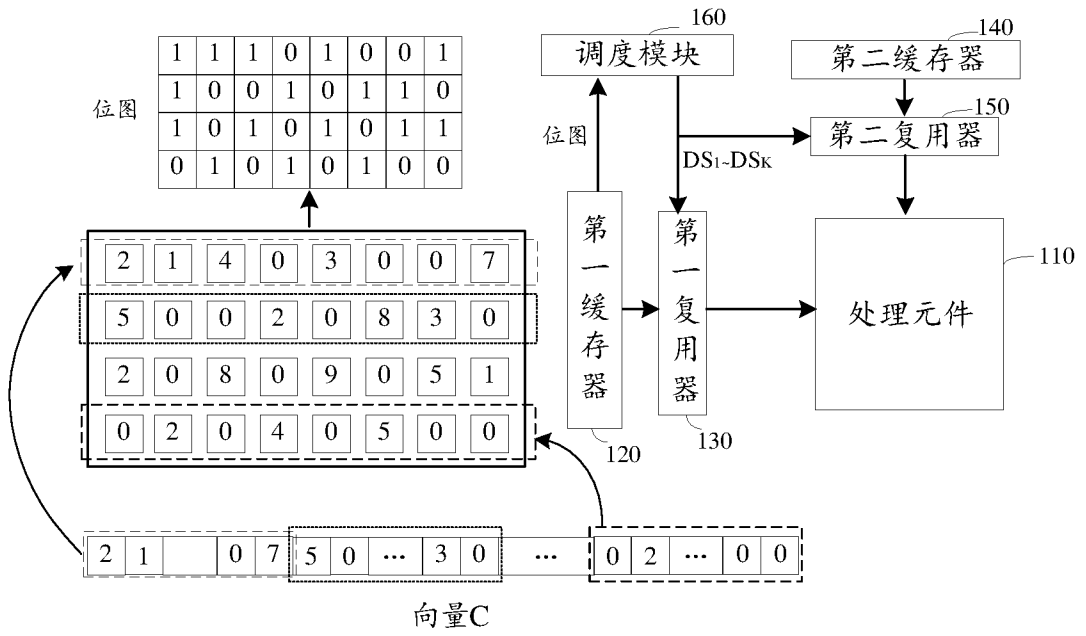 1 1 1 0 1 0 0 1
1 0 0 1 0 1 1 0
1 0 1 0 1 0 1 1
0 1 0 1 0 1 0 0
位图
2 1 4 0 3 0 0 7
5 0 0 2 0 8 3 0
2 0 8 0 9 0 5 1
0 2 0 4 0 5 0 0
2 1 0 7 5 0 ... 3 0 ... 0 2 ... 0 0
向量C
160
调度模块
140
第二缓存器
150
第二复用器
位图
DS1~DSK
第一缓存器
120
第一复用器
130
110
处理元件